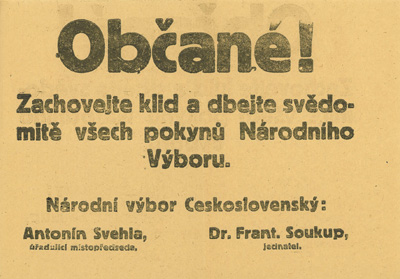 Občané!
Zachovejte klid a dbejte svědo-
mitě všech pokynů Národního
Výboru.
Národní výbor Československý:
Antonín Svehla,
úřadující místopředseda,
Dr. Frant. Soukup,
jednatel.